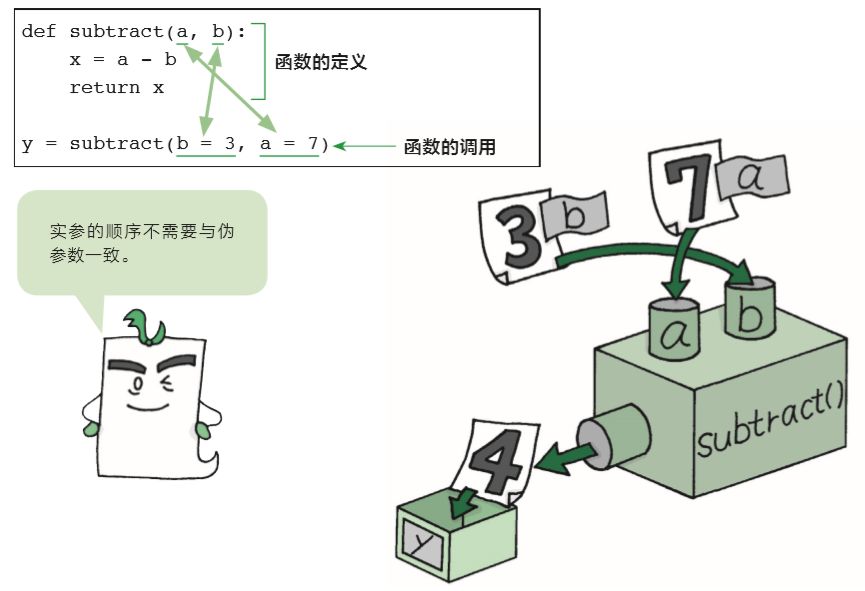 def subtract(a, b):
    x = a - b
    return x
函数的定义
y = subtract(b = 3, a = 7)
函数的调用
实参的顺序不需要与伪
参数一致。
3
b
7
a
a
b
subtract()
4
y